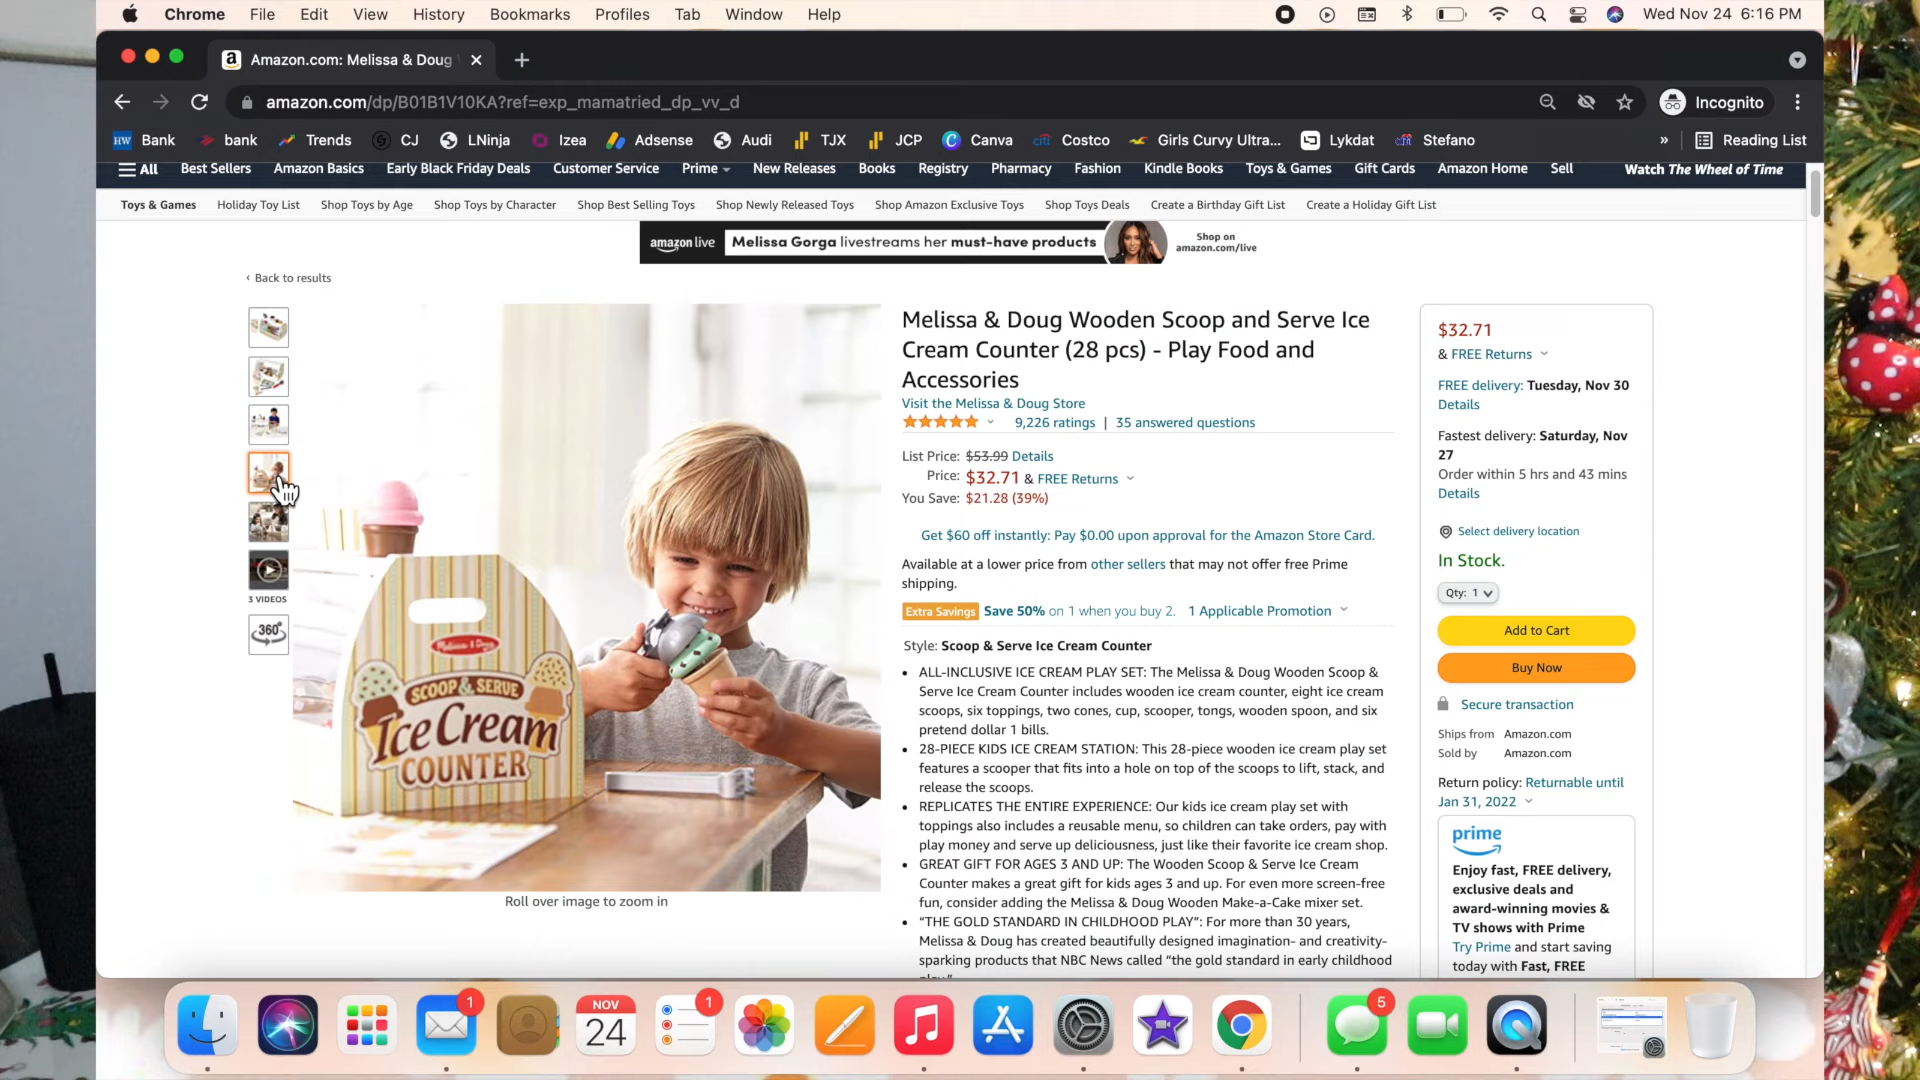 Chrome File Edit View History Bookmarks Profiles Tab Window Help
Wed Nov 24 6:16 PM
Amazon.com: Melissa & Doug
amazon.com/dp/B01B1V10KA?ref=exp_mamatried_dp_vv_d
Incognito
HW Bank bank Trends CJ LNinja Izea Adsense Audi TJX JCP Canva citi Costco Girls Curvy Ultra... Lykdat citi Stefano » Reading List
All Best Sellers Amazon Basics Early Black Friday Deals Customer Service Prime New Releases Books Registry Pharmacy Fashion Kindle Books Toys & Games Gift Cards Amazon Home Sell Watch The Wheel of Time
Toys & Games Holiday Toy List Shop Toys by Age Shop Toys by Character Shop Best Selling Toys Shop Newly Released Toys Shop Amazon Exclusive Toys Shop Toys Deals Create a Birthday Gift List Create a Holiday Gift List
amazon live Melissa Gorga livestreams her must-have products
Shop on
amazon.com/live
‹ Back to results
3 VIDEOS
360°
Melissa & Doug
SCOOP & SERVE
Ice Cream
COUNTER
Roll over image to zoom in
Melissa & Doug Wooden Scoop and Serve Ice
Cream Counter (28 pcs) - Play Food and
Accessories
Visit the Melissa & Doug Store
9,226 ratings | 35 answered questions
List Price: $53.99 Details
Price: $32.71 & FREE Returns
You Save: $21.28 (39%)
Get $60 off instantly: Pay $0.00 upon approval for the Amazon Store Card.
Available at a lower price from other sellers that may not offer free Prime
shipping.
Extra Savings Save 50% on 1 when you buy 2. 1 Applicable Promotion
Style: Scoop & Serve Ice Cream Counter
• ALL-INCLUSIVE ICE CREAM PLAY SET: The Melissa & Doug Wooden Scoop &
Serve Ice Cream Counter includes wooden ice cream counter, eight ice cream
scoops, six toppings, two cones, cup, scooper, tongs, wooden spoon, and six
pretend dollar 1 bills.
• 28-PIECE KIDS ICE CREAM STATION: This 28-piece wooden ice cream play set
features a scooper that fits into a hole on top of the scoops to lift, stack, and
release the scoops.
• REPLICATES THE ENTIRE EXPERIENCE: Our kids ice cream play set with
toppings also includes a reusable menu, so children can take orders, pay with
play money and serve up deliciousness, just like their favorite ice cream shop.
• GREAT GIFT FOR AGES 3 AND UP: The Wooden Scoop & Serve Ice Cream
Counter makes a great gift for kids ages 3 and up. For even more screen-free
fun, consider adding the Melissa & Doug Wooden Make-a-Cake mixer set.
• “THE GOLD STANDARD IN CHILDHOOD PLAY”: For more than 30 years,
Melissa & Doug has created beautifully designed imagination- and creativity-
sparking products that NBC News called “the gold standard in early childhood
$32.71
& FREE Returns
FREE delivery: Tuesday, Nov 30
Details
Fastest delivery: Saturday, Nov
27
Order within 5 hrs and 43 mins
Details
Select delivery location
In Stock.
Qty: 1
Add to Cart
Buy Now
Secure transaction
Ships from Amazon.com
Sold by Amazon.com
Return policy: Returnable until
Jan 31, 2022
prime
Enjoy fast, FREE delivery,
exclusive deals and
award-winning movies &
TV shows with Prime
Try Prime and start saving
today with Fast, FREE
1
NOV
24
1
5